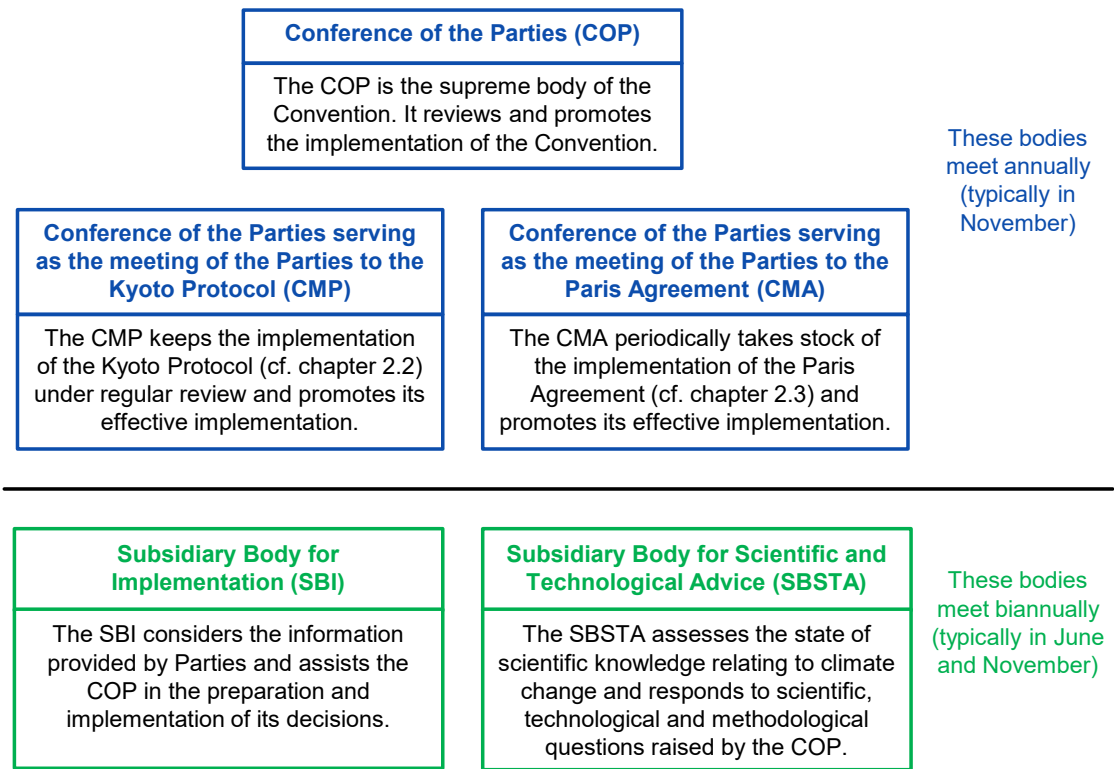 Conference of the Parties (COP)
The COP is the supreme body of the
Convention. It reviews and promotes
the implementation of the Convention.
These bodies
meet annually
(typically in
November)
Conference of the Parties serving
as the meeting of the Parties to the
Kyoto Protocol (CMP)
The CMP keeps the implementation
of the Kyoto Protocol (cf. chapter 2.2)
under regular review and promotes its
effective implementation.
Conference of the Parties serving
as the meeting of the Parties to the
Paris Agreement (CMA)
The CMA periodically takes stock of
the implementation of the Paris
Agreement (cf. chapter 2.3) and
promotes its effective implementation.
Subsidiary Body for
Implementation (SBI)
The SBI considers the information
provided by Parties and assists the
COP in the preparation and
implementation of its decisions.
Subsidiary Body for Scientific and
Technological Advice (SBSTA)
The SBSTA assesses the state of
scientific knowledge relating to climate
change and responds to scientific,
technological and methodological
questions raised by the COP.
These bodies
meet biannually
(typically in June
and November)